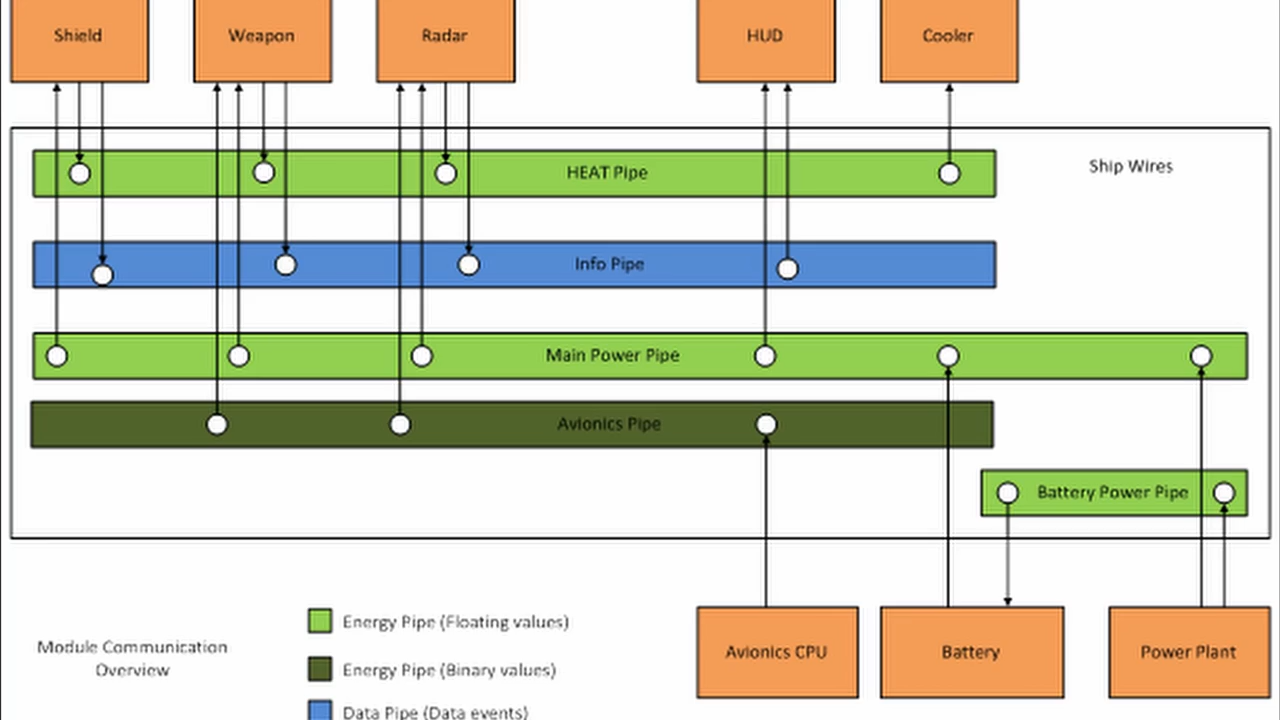 Shield
Weapon
Radar
HUD
Cooler
HEAT Pipe
Ship Wires
Info Pipe
Main Power Pipe
Avionics Pipe
Battery Power Pipe
Avionics CPU
Battery
Power Plant
Module Communication
Overview
Energy Pipe (Floating values)
Energy Pipe (Binary values)
Data Pipe (Data events)